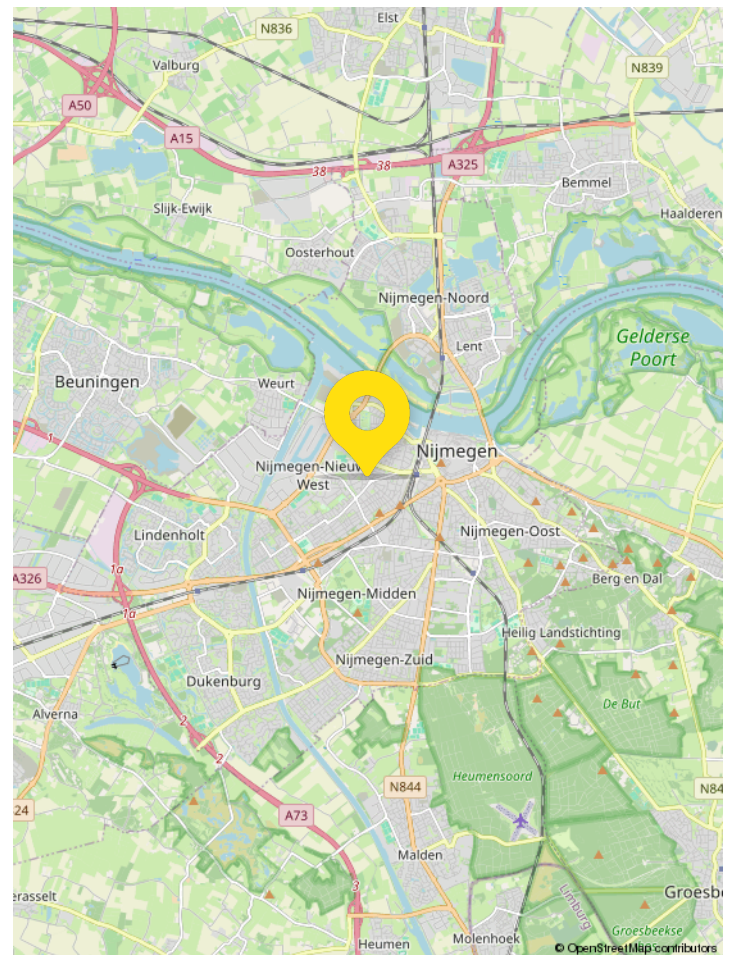 Elst
N836
Valburg
N839
A50
A15
38
38
A325
Bemmel
Slijk-Ewijk
Haalderen
Oosterhout
Nijmegen-Noord
Gelderse
Poort
Lent
Beuningen
Weurt
1
Nijmegen
Nijmegen-Nieuw
West
Lindenholt
Nijmegen-Oost
1a
A326
Berg en Dal
Nijmegen-Midden
1a
Heilig Landstichting
Nijmegen-Zuid
Dukenburg
De But
Alverna
2
2
Heumensoord
N844
N84
24
A73
Malden
3
erasselt
Limburg
Groesb
Groesbeekse
Heumen
Molenhoek
© OpenStreetMap contributors